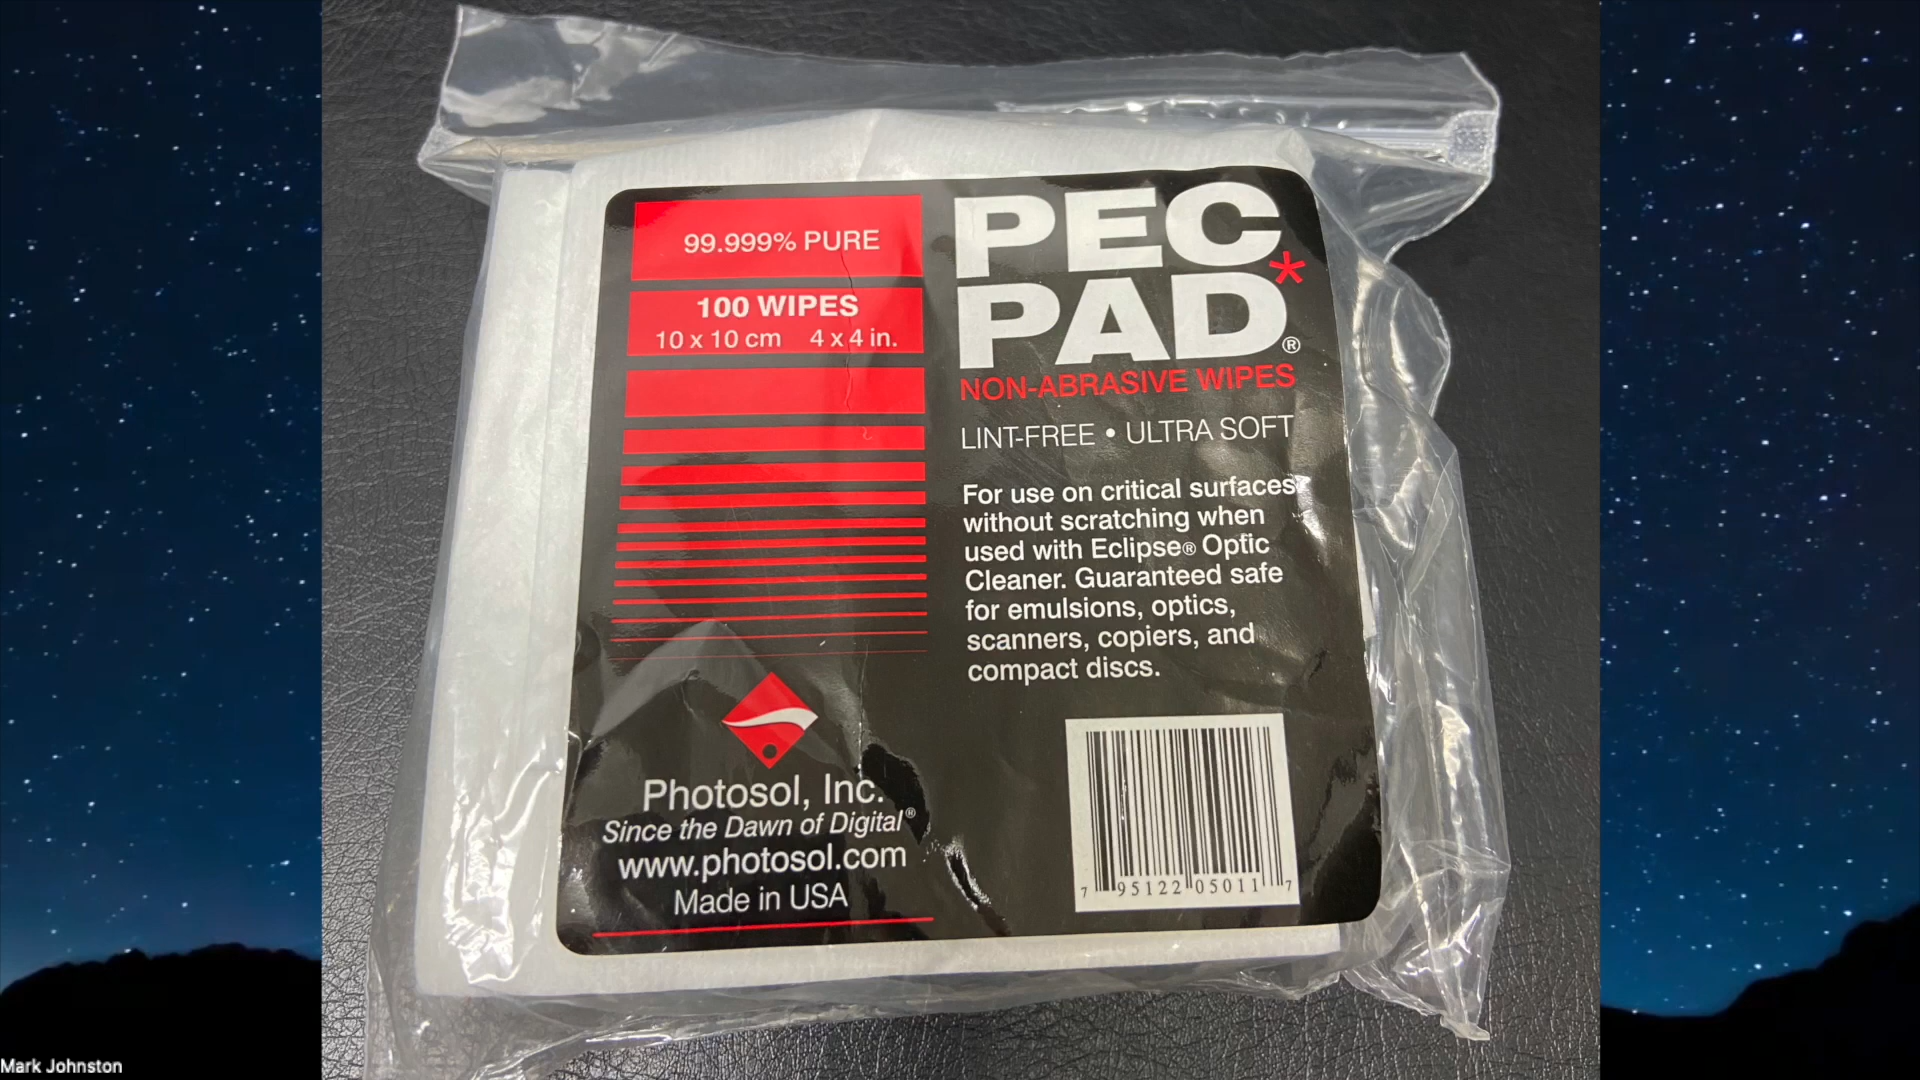 99.999% PURE
100 WIPES
10 x 10 cm 4 x 4 in.
PEC
PAD*®
NON-ABRASIVE WIPES
LINT-FREE • ULTRA SOFT
For use on critical surfaces
without scratching when
used with Eclipse® Optic
Cleaner. Guaranteed safe
for emulsions, optics,
scanners, copiers, and
compact discs.
Photosol, Inc.
Since the Dawn of Digital®
www.photosol.com
Made in USA
7 95122 05011 7
Mark Johnston